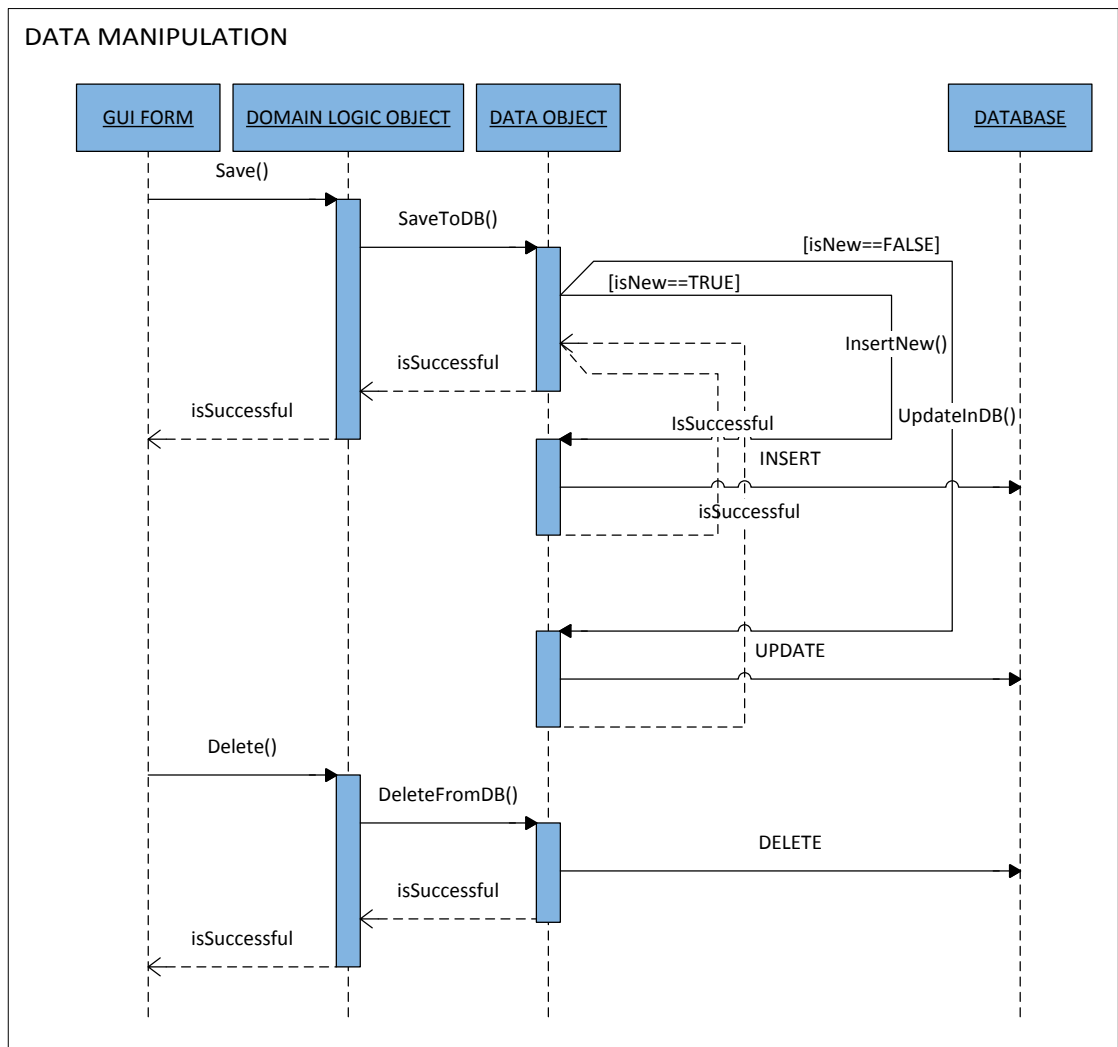 DATA MANIPULATION
GUI FORM
DOMAIN LOGIC OBJECT
DATA OBJECT
DATABASE
Save()
SaveToDB()
[isNew==FALSE]
[isNew==TRUE]
InsertNew()
isSuccessful
isSuccessful
IsSuccessful
UpdateInDB()
INSERT
isSuccessful
UPDATE
Delete()
DeleteFromDB()
DELETE
isSuccessful
isSuccessful